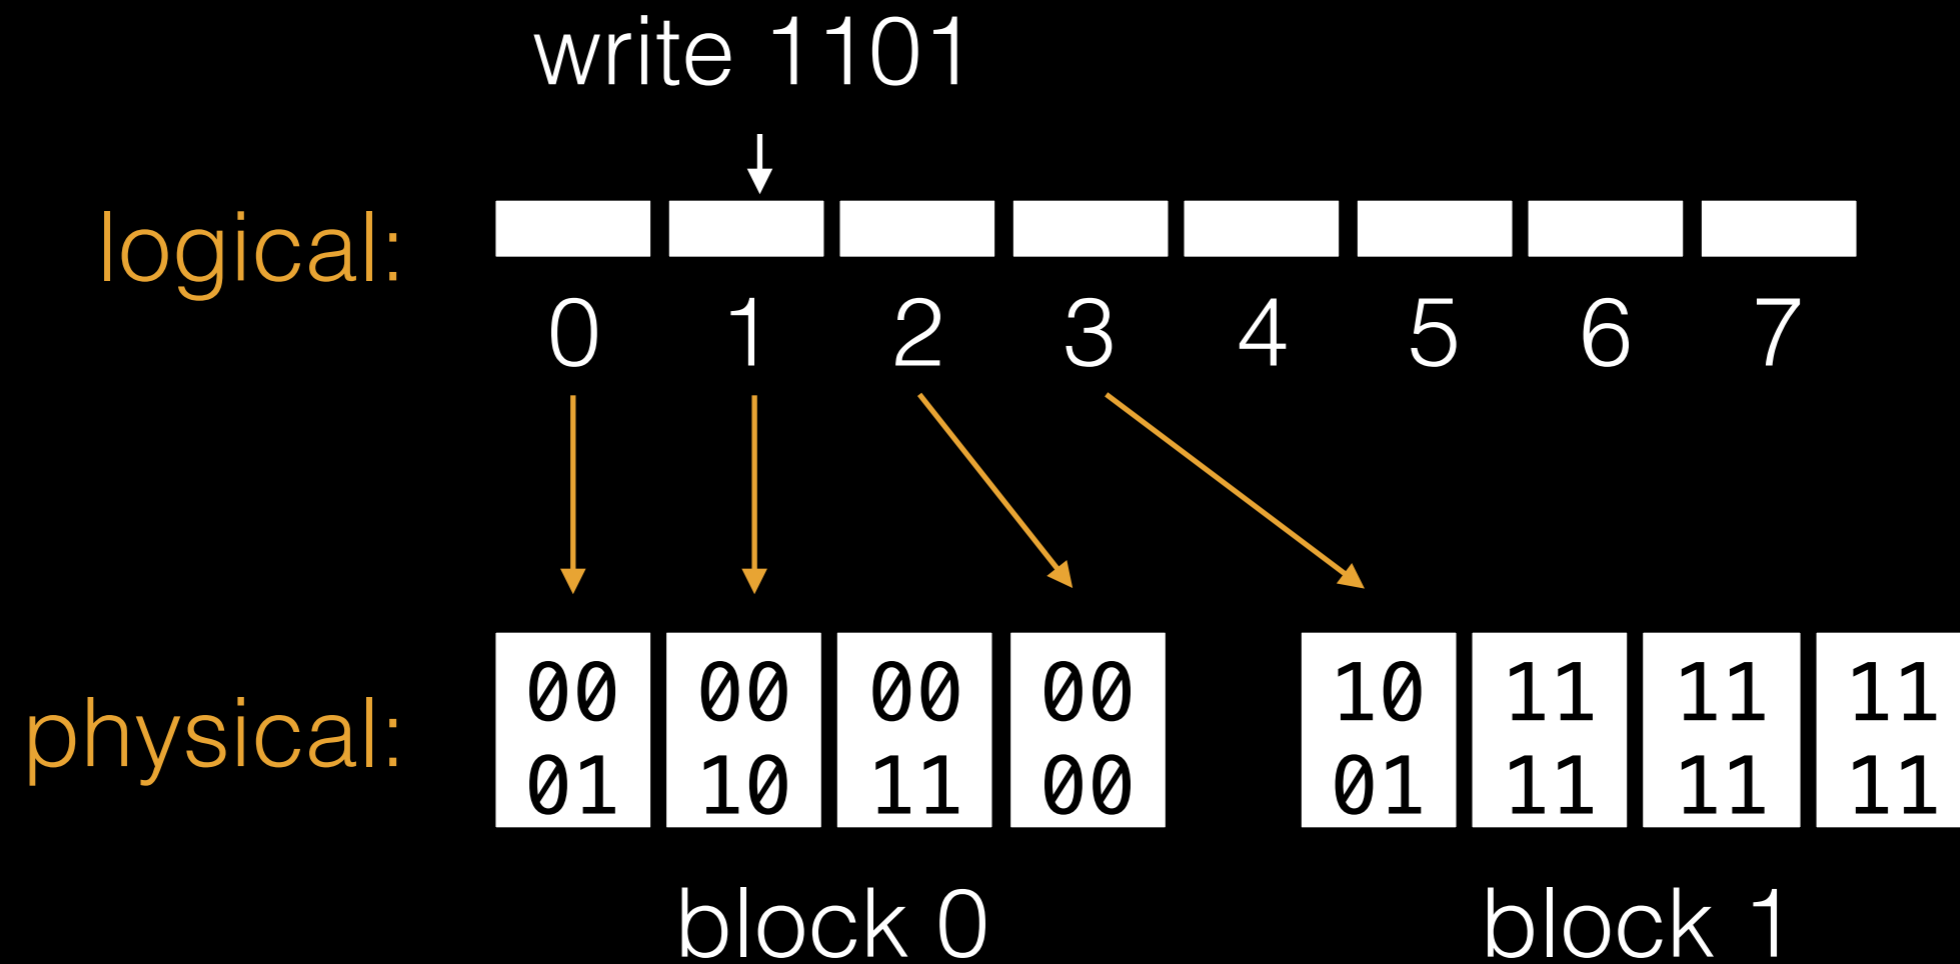 write 1101
logical:
0 1 2 3 4 5 6 7
physical:
00 00 00 00 10 11 11 11
01 10 11 00 01 11 11 11
block 0 block 1